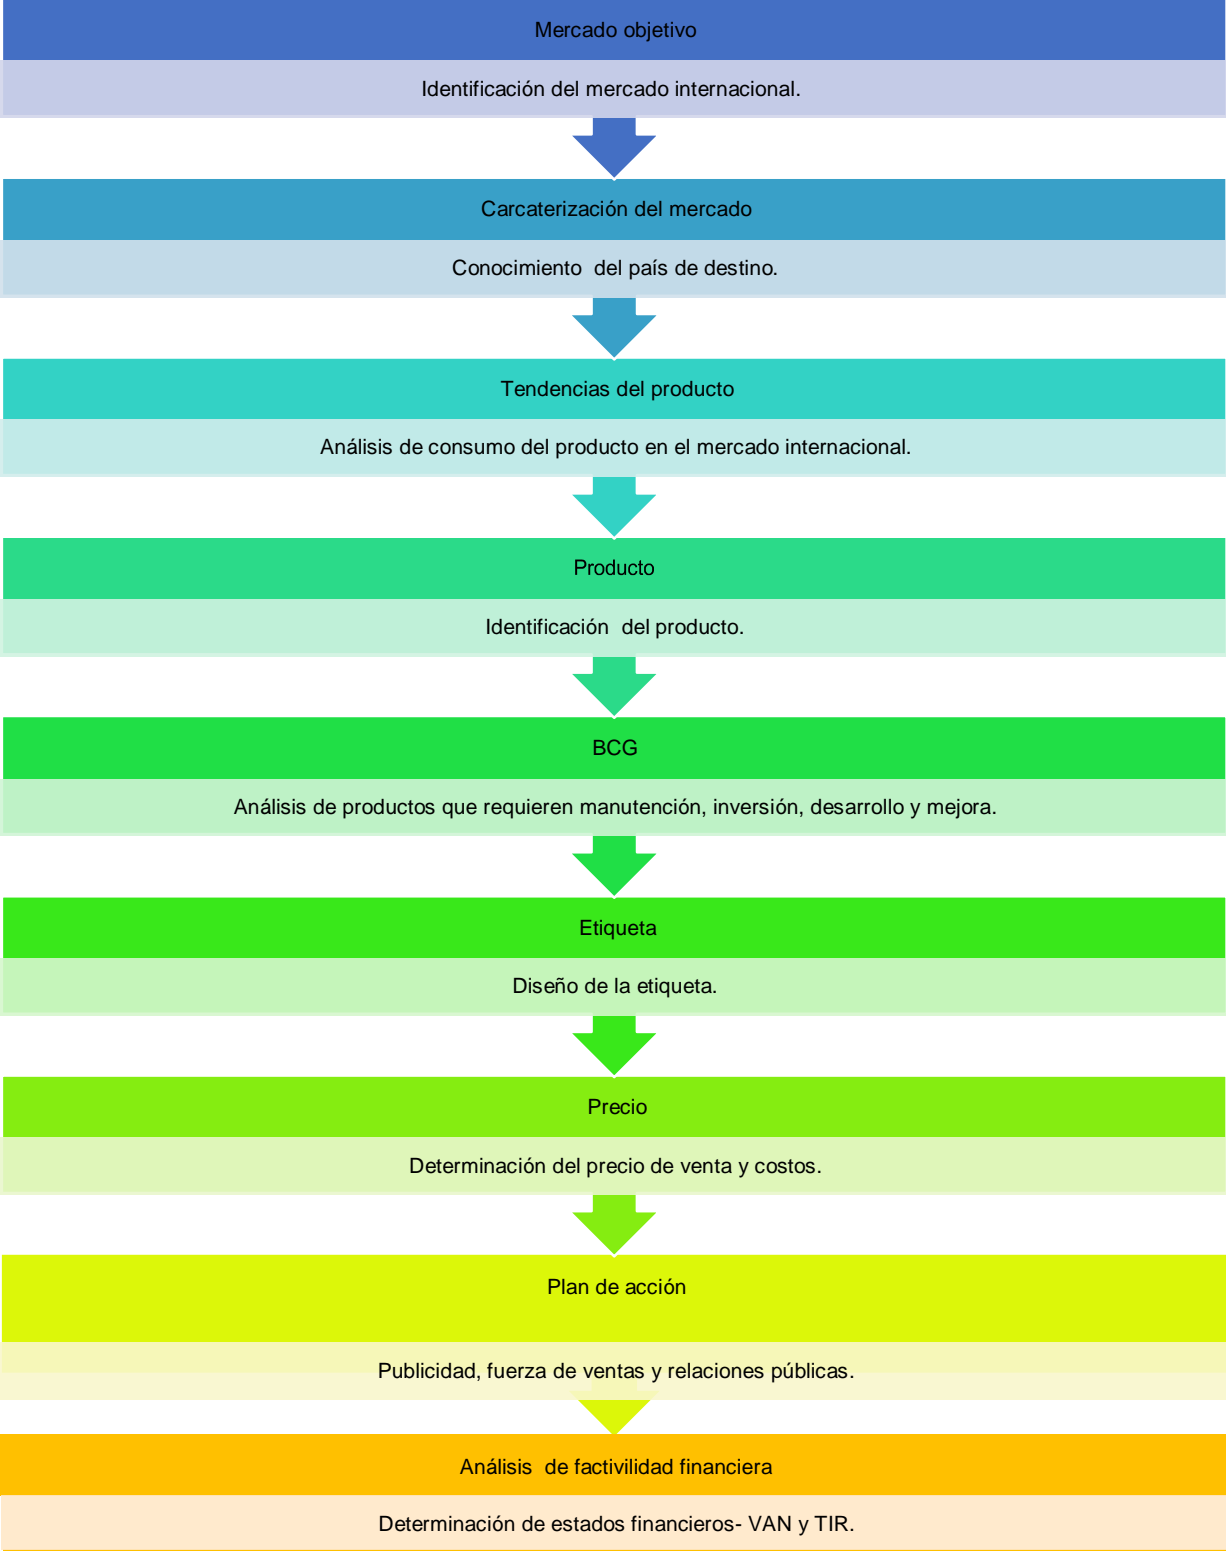 Mercado objetivo
Identificación del mercado internacional.
Carcaterización del mercado
Conocimiento  del país de destino.
Tendencias del producto
Análisis de consumo del producto en el mercado internacional.
Producto
Identificación  del producto.
BCG
Análisis de productos que requieren manutención, inversión, desarrollo y mejora.
Etiqueta
Diseño de la etiqueta.
Precio
Determinación del precio de venta y costos.
Plan de acción
Publicidad, fuerza de ventas y relaciones públicas.
Análisis  de factivilidad financiera
Determinación de estados financieros- VAN y TIR.